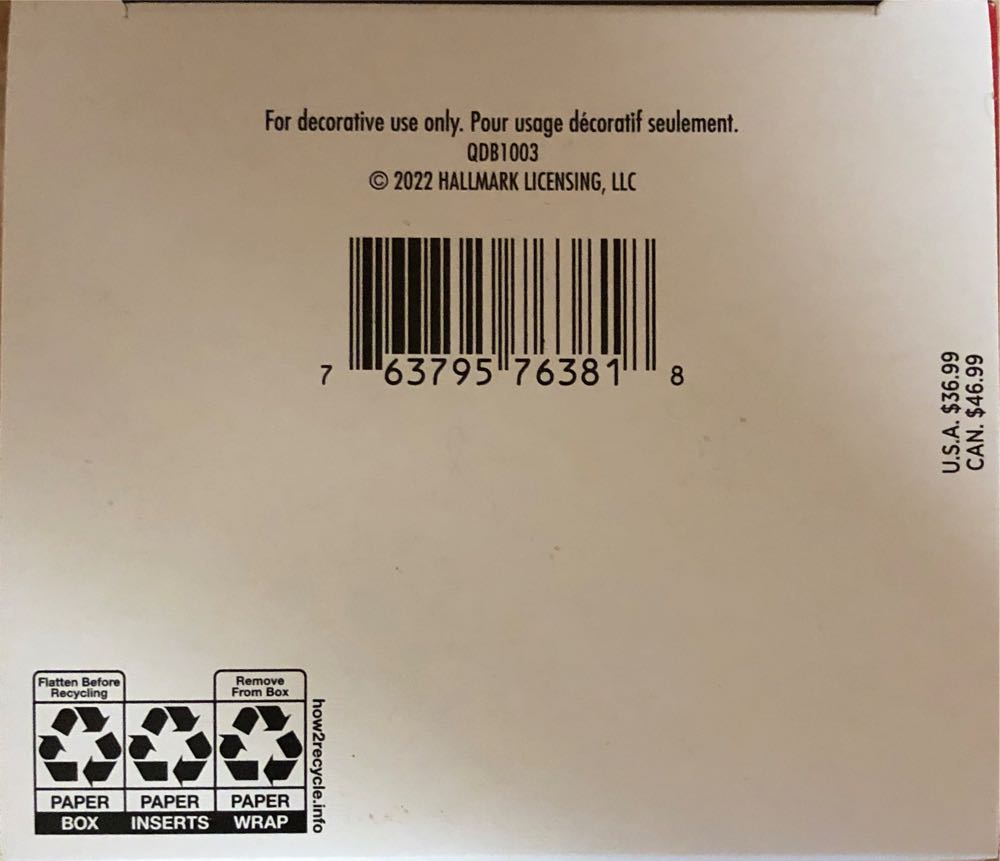 For decorative use only. Pour usage décoratif seulement.
QDB1003
© 2022 HALLMARK LICENSING, LLC
7 63795 76381 8
U.S.A. $36.99
CAN. $46.99
Flatten Before
Recycling
Remove
From Box
PAPER PAPER PAPER
BOX INSERTS WRAP
how2recycle.info